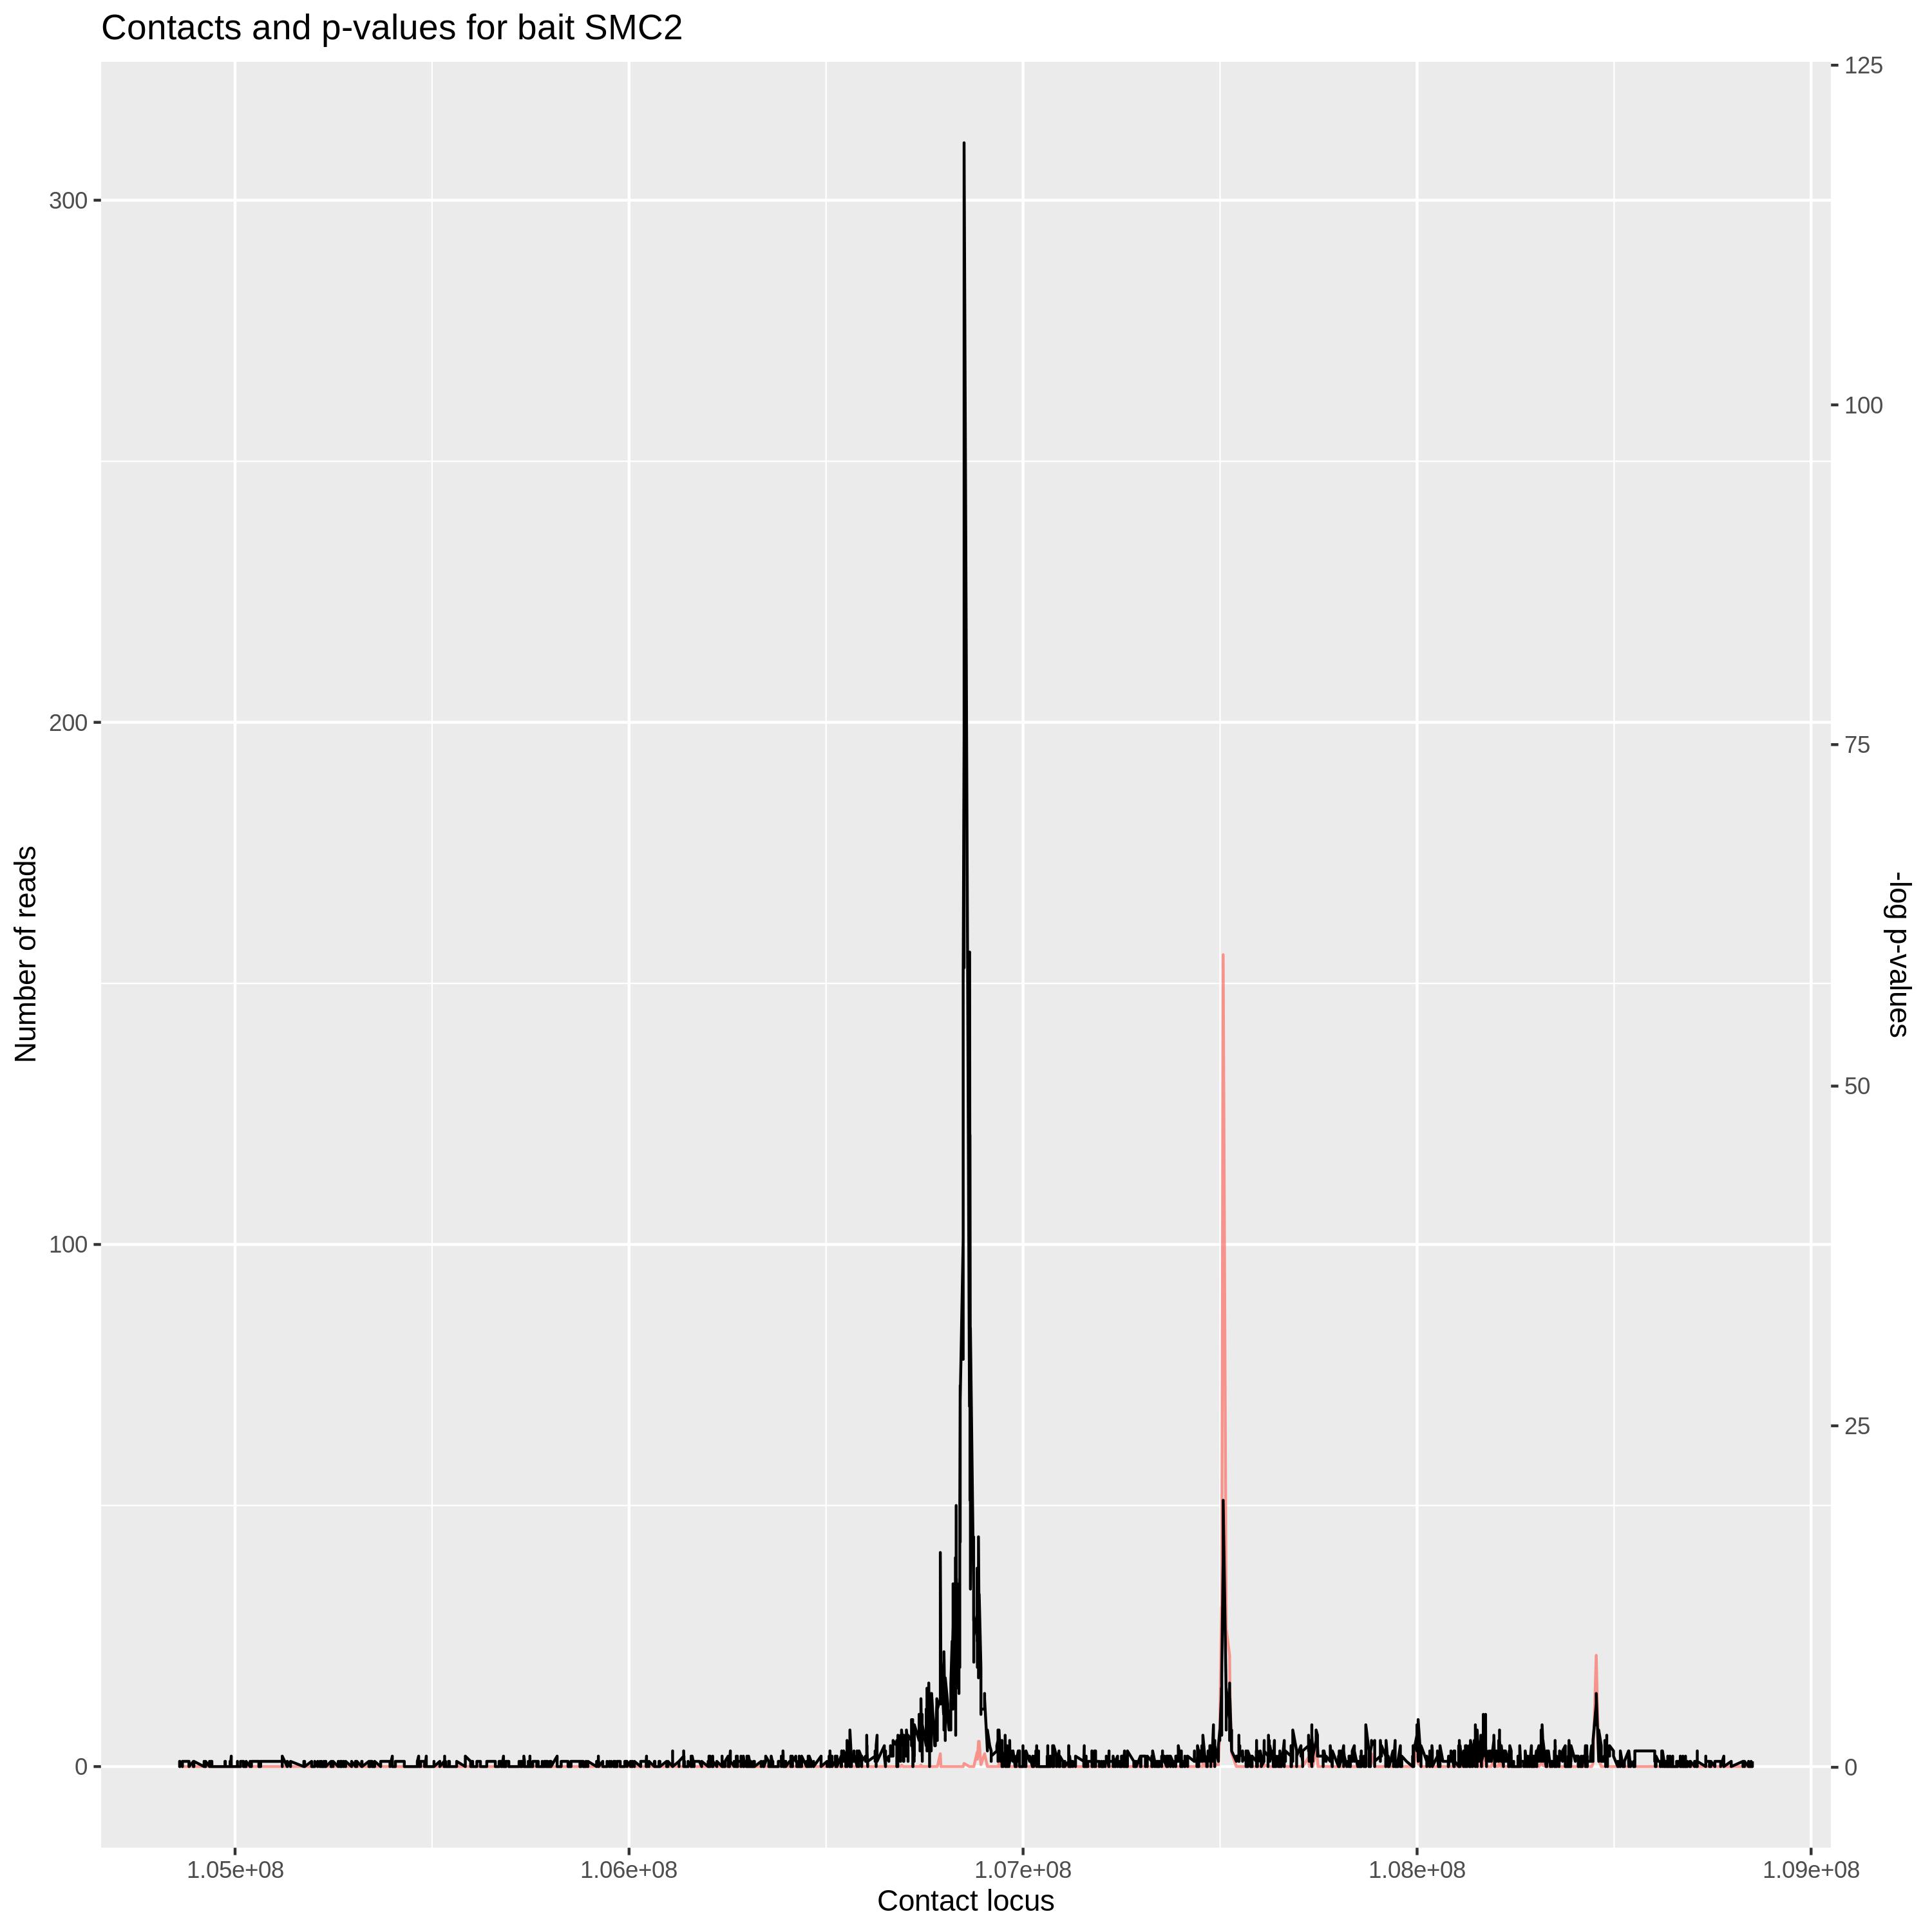 Contacts and p-values for bait SMC2
125
300
100
200
75
Number of reads
-log p-values
50
100
25
0
0
1.05e+08
1.06e+08
1.07e+08
1.08e+08
1.09e+08
Contact locus